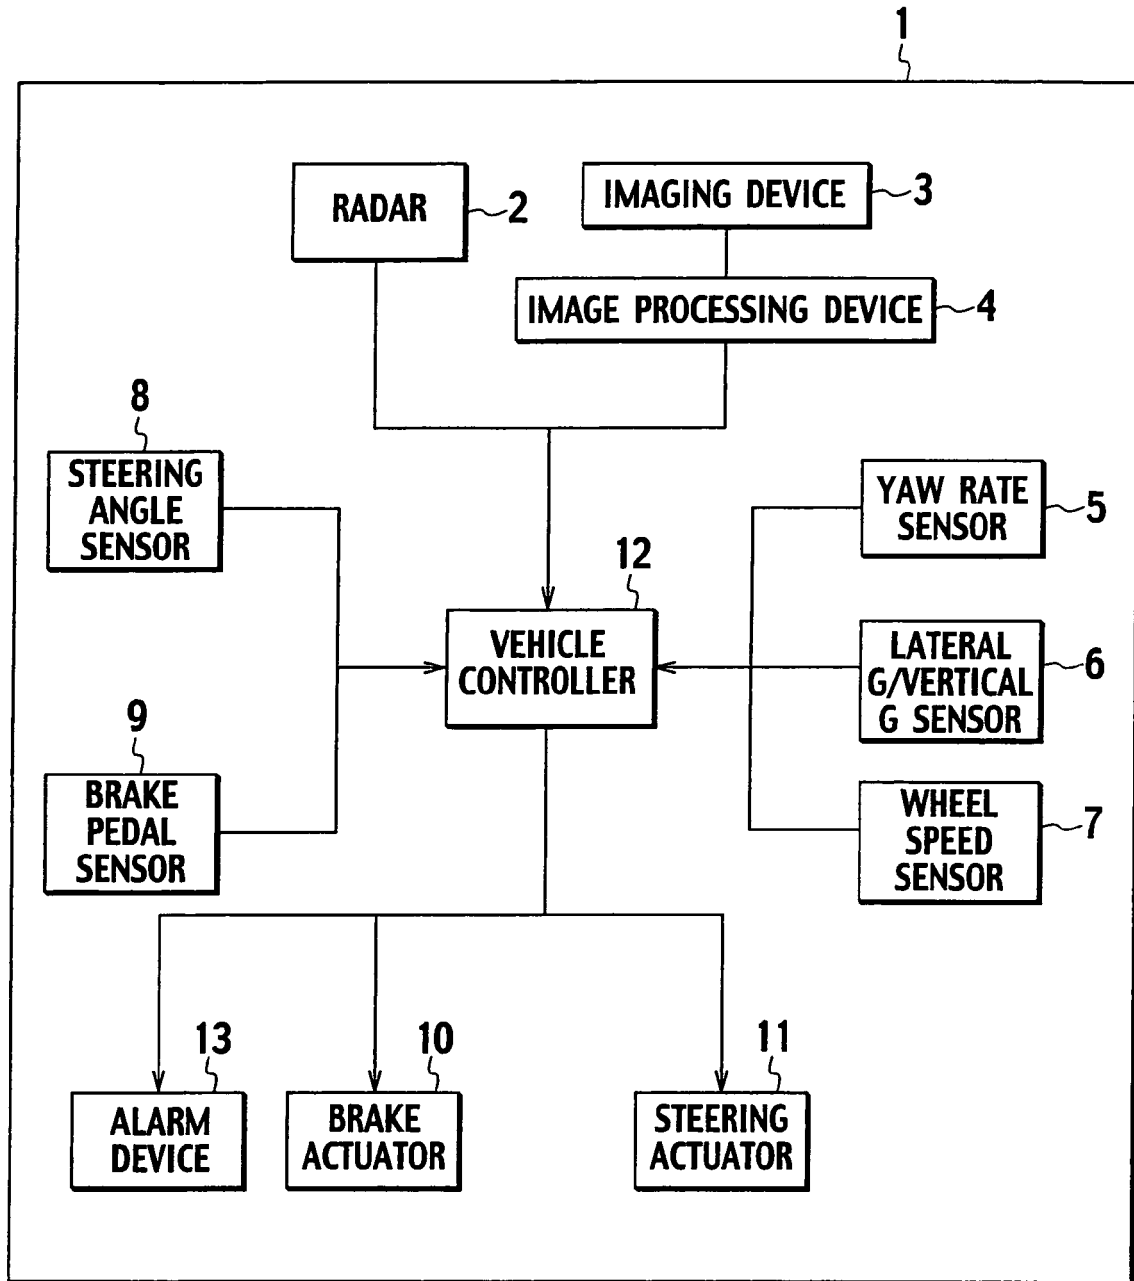 1
RADAR
2
IMAGING DEVICE
3
IMAGE PROCESSING DEVICE
4
8
STEERING
ANGLE
SENSOR
YAW RATE
SENSOR
5
12
VEHICLE
CONTROLLER
LATERAL
G/VERTICAL
G SENSOR
6
9
BRAKE
PEDAL
SENSOR
WHEEL
SPEED
SENSOR
7
13
ALARM
DEVICE
10
BRAKE
ACTUATOR
11
STEERING
ACTUATOR